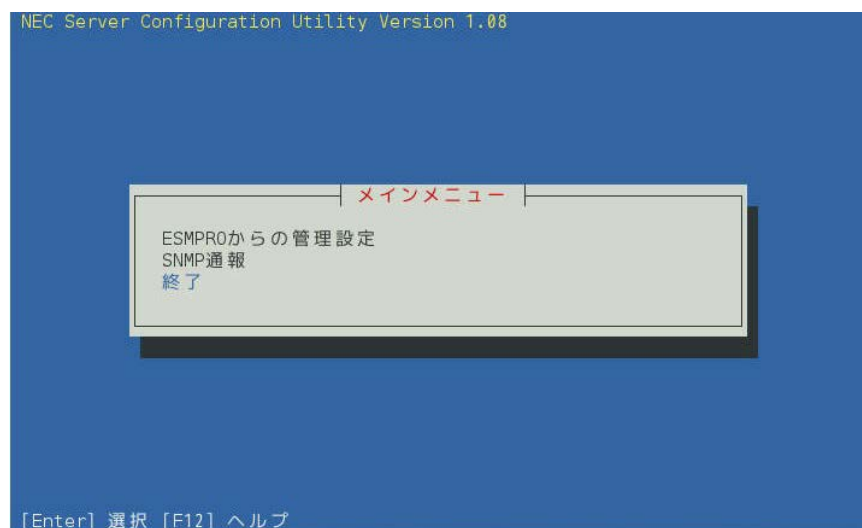 NEC Server Configuration Utility Version 1.08
メインメニュー
ESMPROからの管理設定
SNMP通報
終了
[Enter] 選択 [F12] ヘルプ